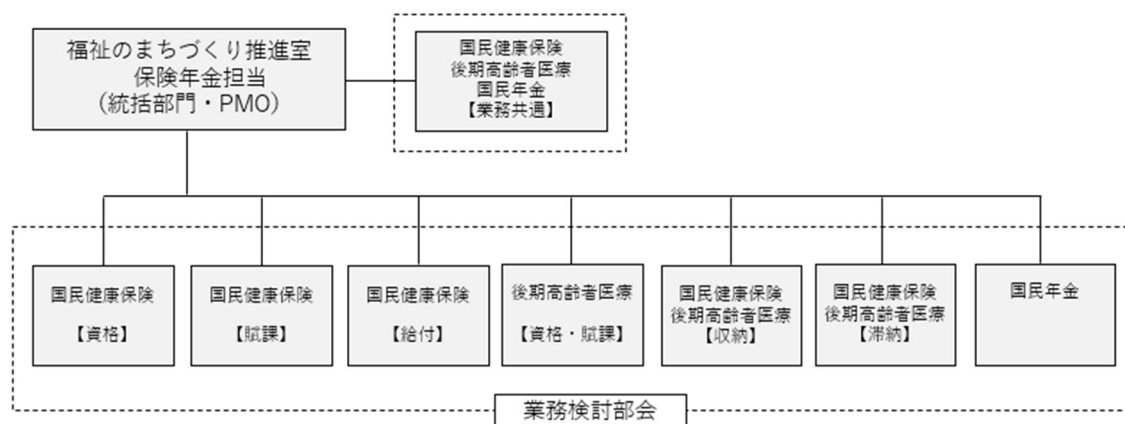 福祉のまちづくり推進室
保険年金担当
（統括部門・PMO）
国民健康保険
後期高齢者医療
国民年金
【業務共通】
国民健康保険
【資格】
国民健康保険
【賦課】
国民健康保険
【給付】
後期高齢者医療
【資格・賦課】
国民健康保険
後期高齢者医療
【収納】
国民健康保険
後期高齢者医療
【滞納】
国民年金
業務検討部会